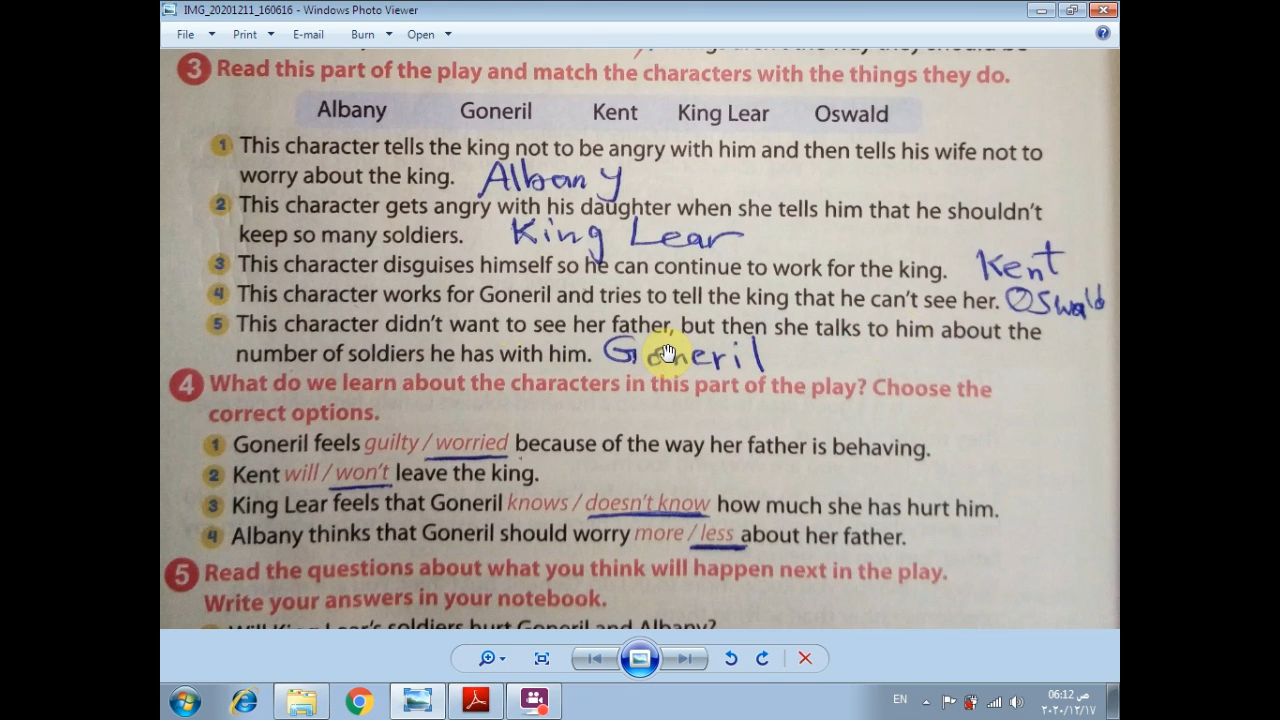 IMG_20201211_160616 - Windows Photo Viewer
File Print E-mail Burn Open
3 Read this part of the play and match the characters with the things they do.
Albany Goneril Kent King Lear Oswald
1 This character tells the king not to be angry with him and then tells his wife not to
worry about the king. Albany
2 This character gets angry with his daughter when she tells him that he shouldn't
keep so many soldiers. King Lear
3 This character disguises himself so he can continue to work for the king. Kent
4 This character works for Goneril and tries to tell the king that he can't see her. Oswald
5 This character didn't want to see her father, but then she talks to him about the
number of soldiers he has with him. Goneril
4 What do we learn about the characters in this part of the play? Choose the
correct options.
1 Goneril feels guilty / worried because of the way her father is behaving.
2 Kent will / won't leave the king.
3 King Lear feels that Goneril knows / doesn't know how much she has hurt him.
4 Albany thinks that Goneril should worry more / less about her father.
5 Read the questions about what you think will happen next in the play.
Write your answers in your notebook.
Will King Lear's soldiers hurt Goneril and Albany?
EN 06:12 ص
٢٠٢٠/١٢/١٧